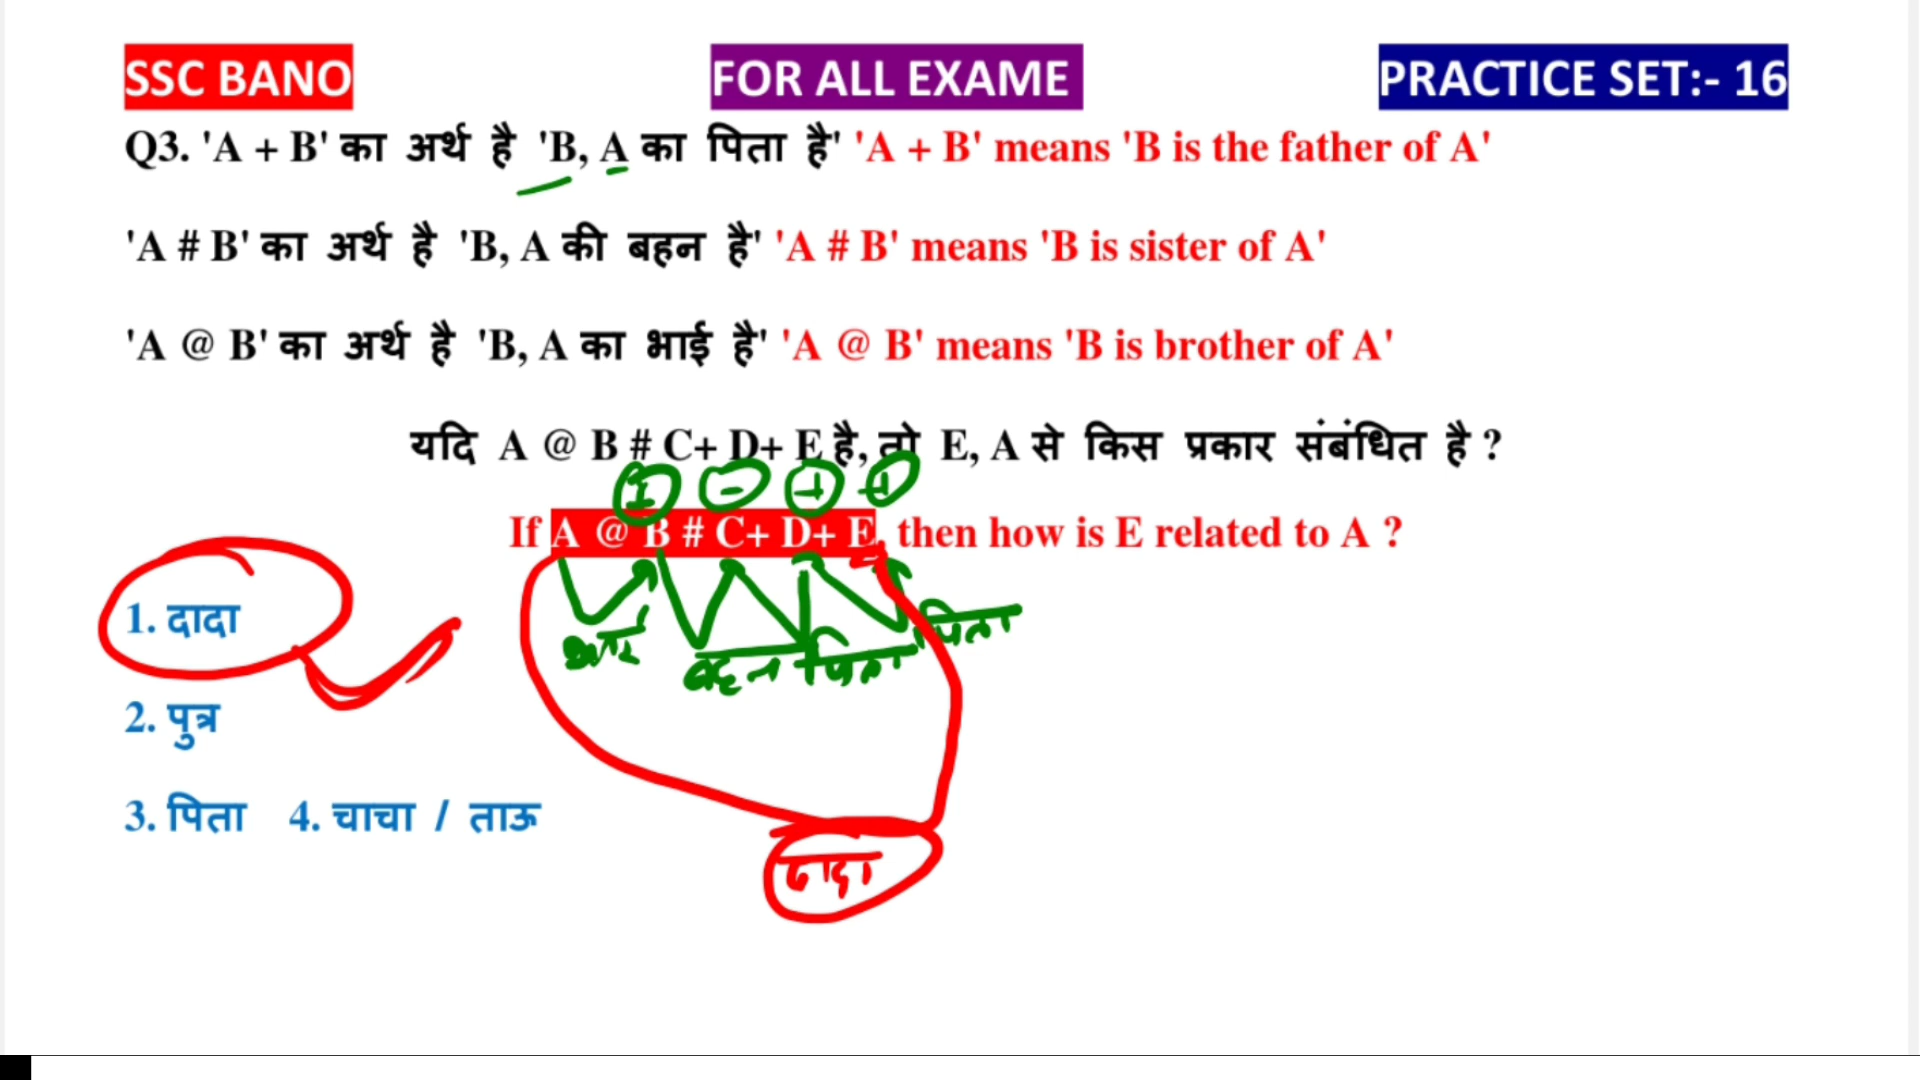 SSC BANO FOR ALL EXAME PRACTICE SET:- 16
Q3. 'A + B' का अर्थ है 'B, A का पिता है' 'A + B' means 'B is the father of A'
'A # B' का अर्थ है 'B, A की बहन है' 'A # B' means 'B is sister of A'
'A @ B' का अर्थ है 'B, A का भाई है' 'A @ B' means 'B is brother of A'
यदि A @ B # C+ D+ E है, तो E, A से किस प्रकार संबंधित है ?
+ - + +
If A @ B # C+ D+ E, then how is E related to A ?
1. दादा
भाई बहन पिता पिता
2. पुत्र
3. पिता 4. चाचा / ताऊ
दादा